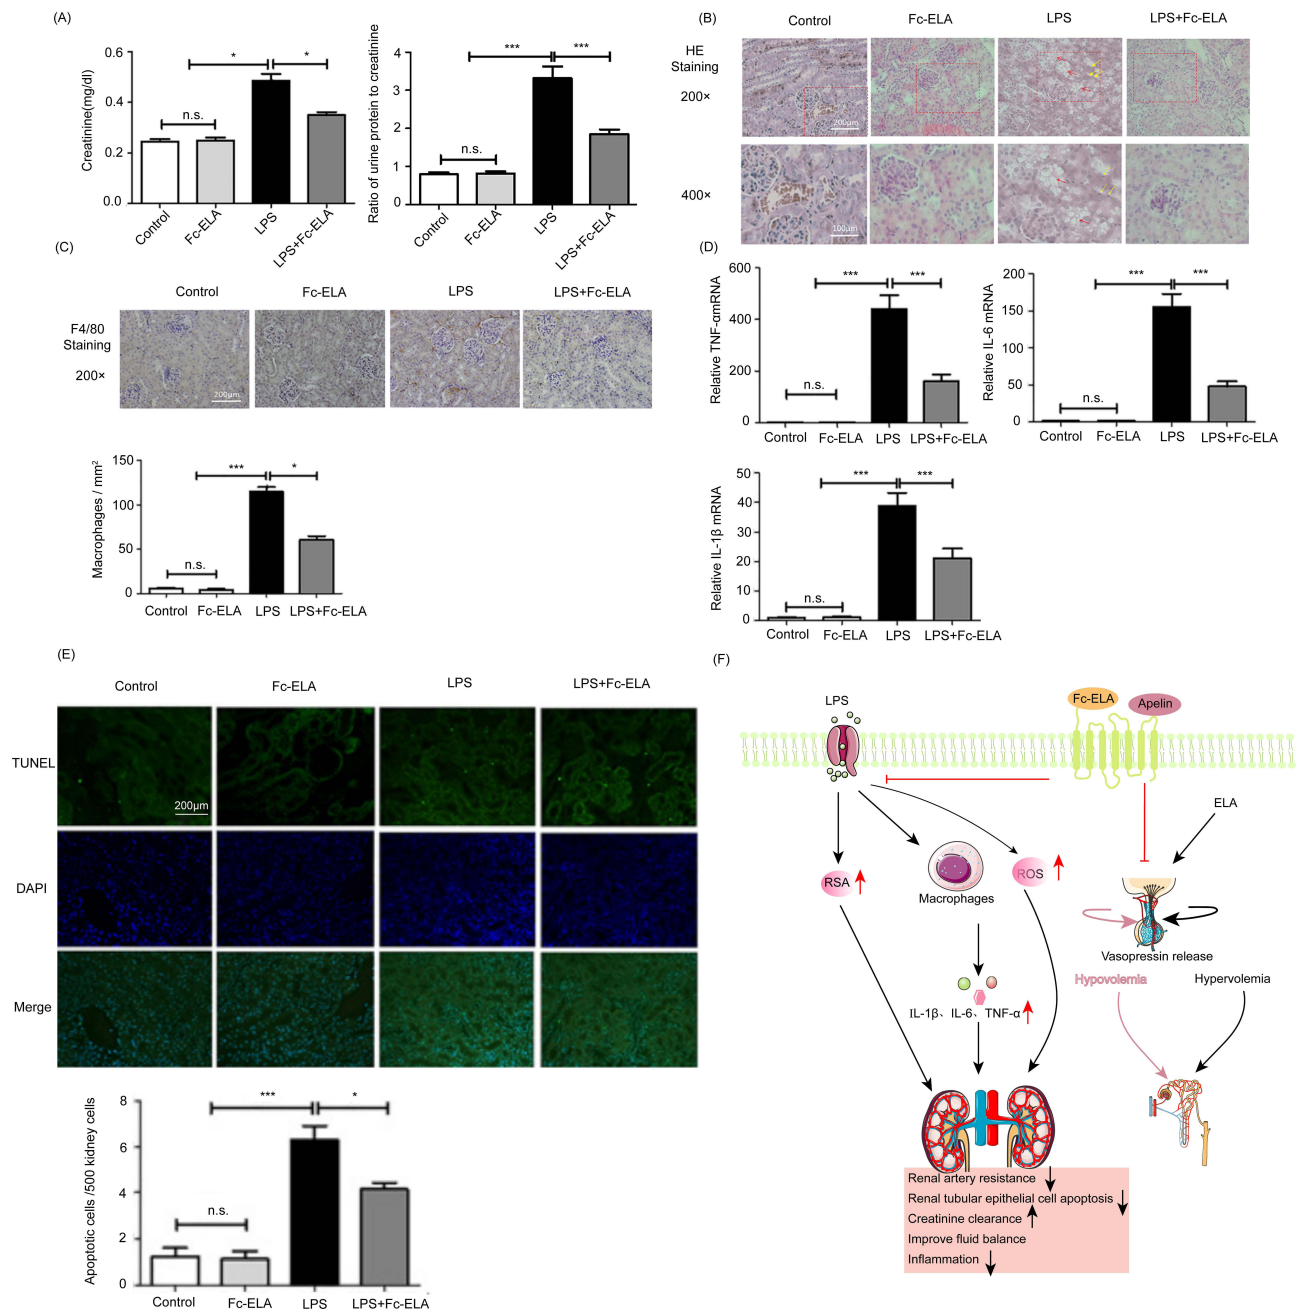 (A)
Creatinine(mg/dl)
0.6
0.4
0.2
0.0
*
*
n.s.
Control
Fc-ELA
LPS
LPS+Fc-ELA
Ratio of urine protein to creatinine
4
3
2
1
0
***
***
n.s.
Control
Fc-ELA
LPS
LPS+Fc-ELA
(B)
Control
Fc-ELA
LPS
LPS+Fc-ELA
HE
Staining
200×
200μm
400×
100μm
(C)
Control
Fc-ELA
LPS
LPS+Fc-ELA
F4/80
Staining
200×
200μm
Macrophages / mm²
150
100
50
0
***
*
n.s.
Control
Fc-ELA
LPS
LPS+Fc-ELA
(D)
Relative TNF-αmRNA
600
400
200
0
***
***
n.s.
Control
Fc-ELA
LPS
LPS+Fc-ELA
Relative IL-6 mRNA
200
150
100
50
0
***
***
n.s.
Control
Fc-ELA
LPS
LPS+Fc-ELA
Relative IL-1β mRNA
50
40
30
20
10
0
***
***
n.s.
Control
Fc-ELA
LPS
LPS+Fc-ELA
(E)
Control
Fc-ELA
LPS
LPS+Fc-ELA
TUNEL
200μm
DAPI
Merge
Apoptotic cells /500 kidney cells
8
6
4
2
0
***
*
n.s.
Control
Fc-ELA
LPS
LPS+Fc-ELA
(F)
LPS
Fc-ELA
Apelin
ELA
RSA
Macrophages
ROS
Vasopressin release
Hypovolemia
Hypervolemia
IL-1β、IL-6、TNF-α
Renal artery resistance
Renal tubular epithelial cell apoptosis
Creatinine clearance
Improve fluid balance
Inflammation